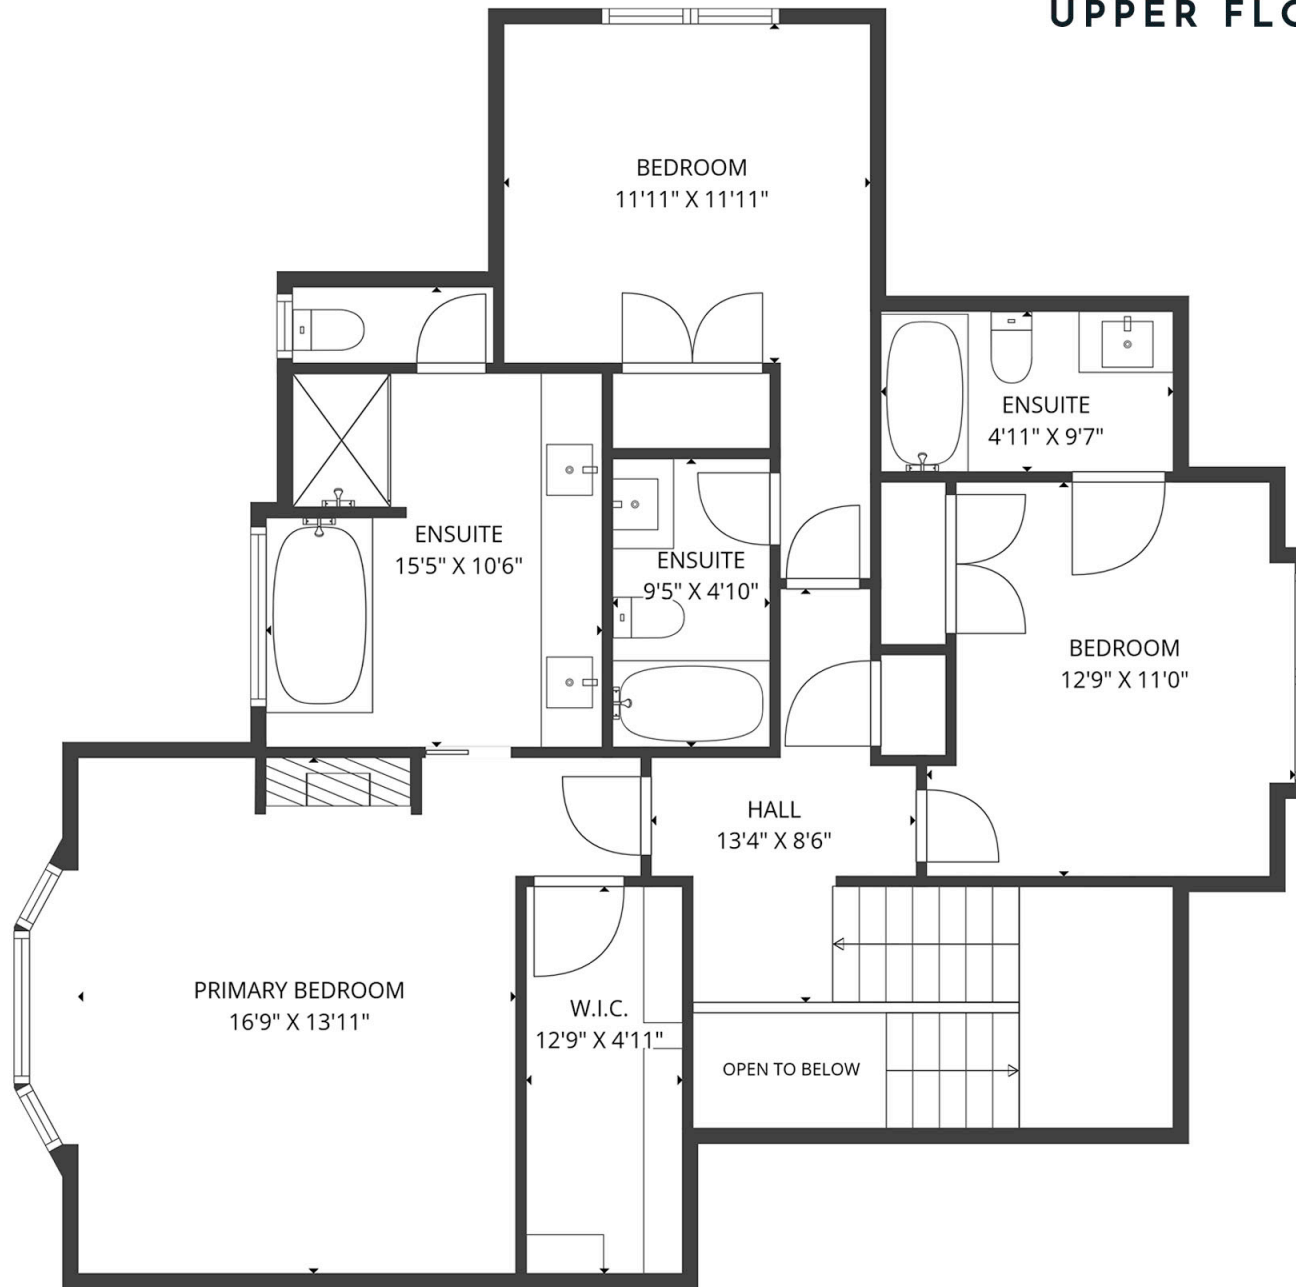 UPPER FLO
BEDROOM
11'11" X 11'11"
ENSUITE
4'11" X 9'7"
ENSUITE
15'5" X 10'6"
ENSUITE
9'5" X 4'10"
BEDROOM
12'9" X 11'0"
HALL
13'4" X 8'6"
PRIMARY BEDROOM
16'9" X 13'11"
W.I.C.
12'9" X 4'11"
OPEN TO BELOW